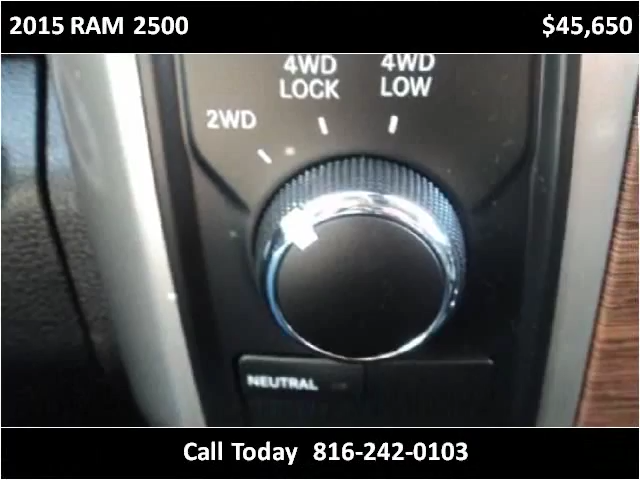 2015 RAM 2500 $45,650
4WD LOCK
4WD LOW
2WD
NEUTRAL
Call Today 816-242-0103